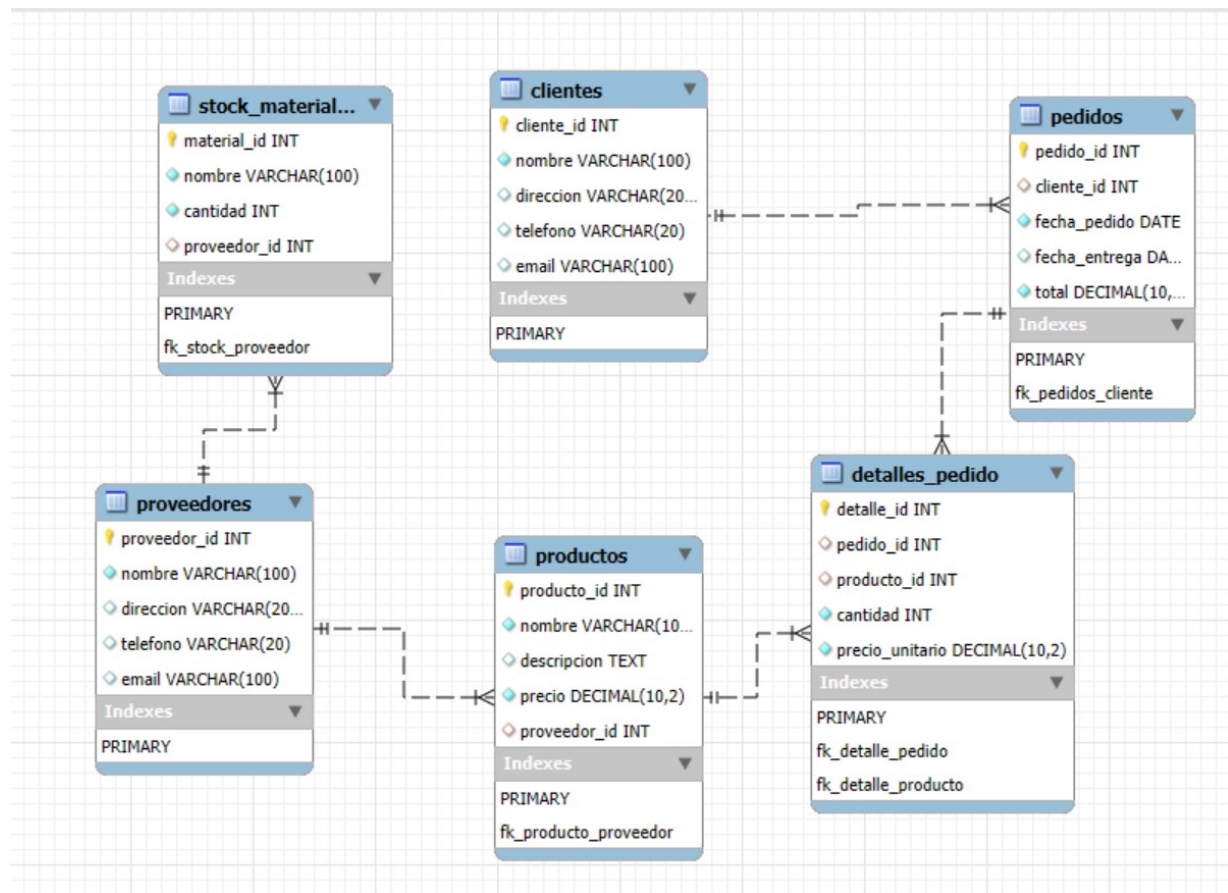 stock_material...
material_id INT
nombre VARCHAR(100)
cantidad INT
proveedor_id INT
Indexes
PRIMARY
fk_stock_proveedor
clientes
cliente_id INT
nombre VARCHAR(100)
direccion VARCHAR(20...
telefono VARCHAR(20)
email VARCHAR(100)
Indexes
PRIMARY
pedidos
pedido_id INT
cliente_id INT
fecha_pedido DATE
fecha_entrega DA...
total DECIMAL(10,...
Indexes
PRIMARY
fk_pedidos_cliente
proveedores
proveedor_id INT
nombre VARCHAR(100)
direccion VARCHAR(20...
telefono VARCHAR(20)
email VARCHAR(100)
Indexes
PRIMARY
productos
producto_id INT
nombre VARCHAR(10...
descripcion TEXT
precio DECIMAL(10,2)
proveedor_id INT
Indexes
PRIMARY
fk_producto_proveedor
detalles_pedido
detalle_id INT
pedido_id INT
producto_id INT
cantidad INT
precio_unitario DECIMAL(10,2)
Indexes
PRIMARY
fk_detalle_pedido
fk_detalle_producto